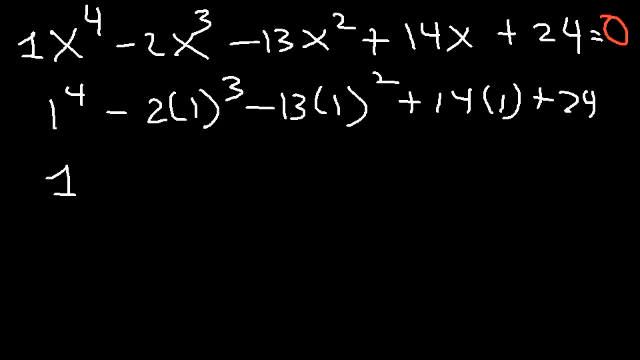 1x⁴ - 2x³ - 13x² + 14x + 24 = 0
1⁴ - 2(1)³ - 13(1)² + 14(1) + 24
1